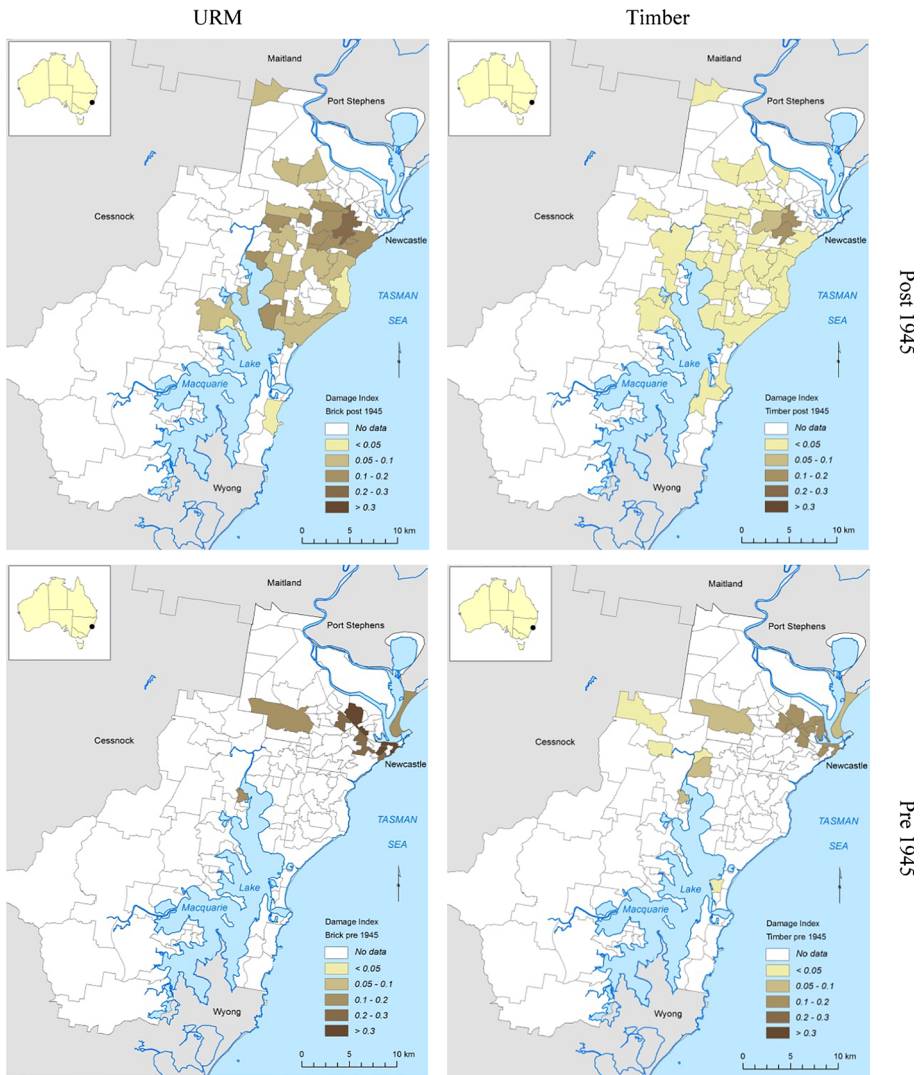 URM
Timber
Maitland
Port Stephens
Cessnock
Newcastle
TASMAN
SEA
Lake
Macquarie
Wyong
Damage Index
Brick post 1945
No data
< 0.05
0.05 - 0.1
0.1 - 0.2
0.2 - 0.3
> 0.3
0 5 10 km
Maitland
Port Stephens
Cessnock
Newcastle
TASMAN
SEA
Lake
Macquarie
Wyong
Damage Index
Timber post 1945
No data
< 0.05
0.05 - 0.1
0.1 - 0.2
0.2 - 0.3
> 0.3
0 5 10 km
Post 1945
Maitland
Port Stephens
Cessnock
Newcastle
TASMAN
SEA
Lake
Macquarie
Wyong
Damage Index
Brick pre 1945
No data
< 0.05
0.05 - 0.1
0.1 - 0.2
0.2 - 0.3
> 0.3
0 5 10 km
Maitland
Port Stephens
Cessnock
Newcastle
TASMAN
SEA
Lake
Macquarie
Wyong
Damage Index
Timber pre 1945
No data
< 0.05
0.05 - 0.1
0.1 - 0.2
0.2 - 0.3
> 0.3
0 5 10 km
Pre 1945